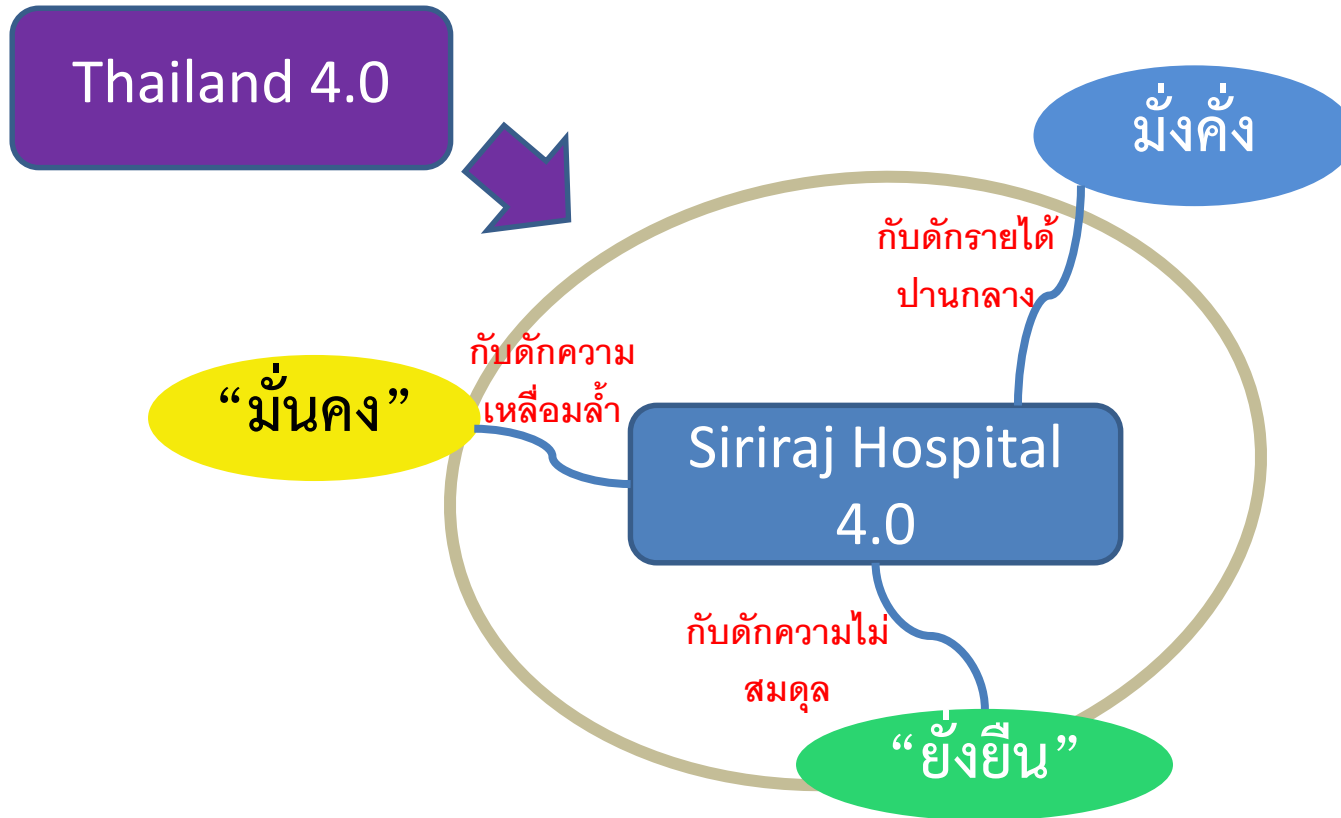 Thailand 4.0
มั่งคั่ง
กับดักรายได้
ปานกลาง
กับดักความ
เหลื่อมล้ำ
“มั่นคง”
Siriraj Hospital
4.0
กับดักความไม่
สมดุล
“ยั่งยืน”